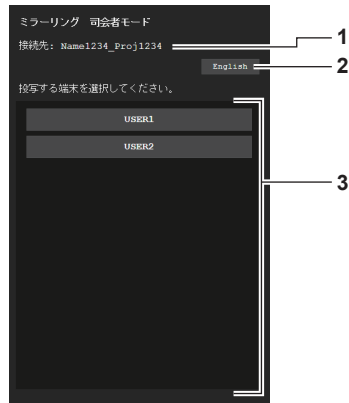 ミラーリング 司会者モード
接続先: Name1234_Proj1234
1
English
2
投写する端末を選択してください。
USER1
USER2
3